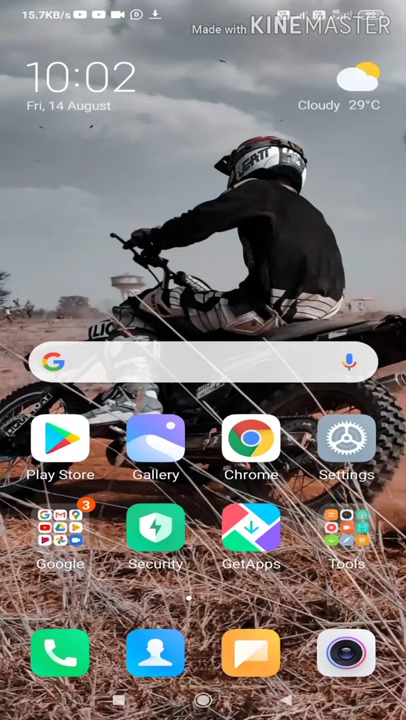 15.7KB/s
Made with KINEMASTER
10:02
Fri, 14 August
Cloudy 29°C
Play Store
Gallery
Chrome
Settings
3
Google
Security
GetApps
Tools